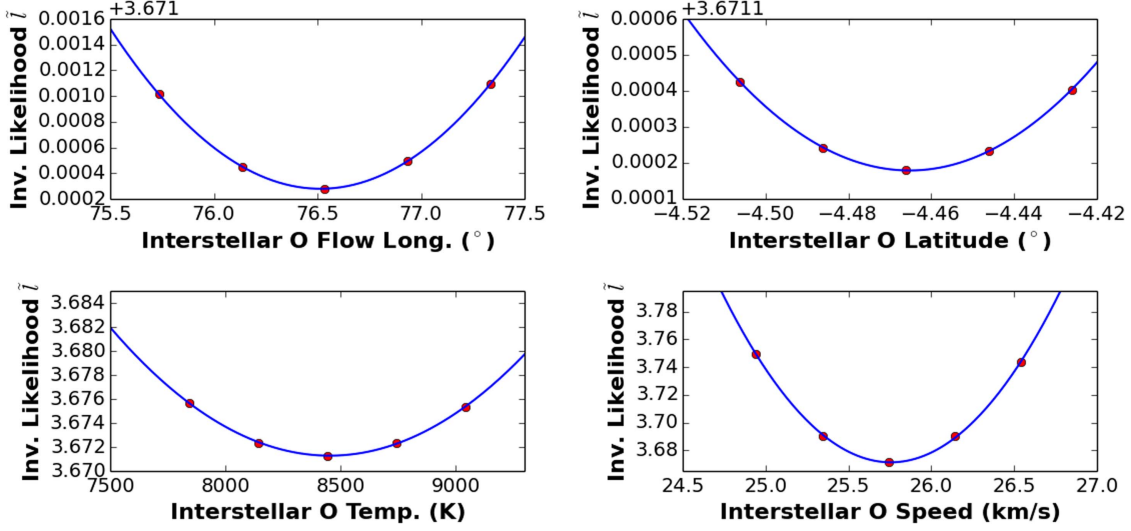 +3.671
Inv. Likelihood l̃
0.0016
0.0014
0.0012
0.0010
0.0008
0.0006
0.0004
0.0002
75.5 76.0 76.5 77.0 77.5
Interstellar O Flow Long. (°)
+3.6711
Inv. Likelihood l̃
0.0006
0.0005
0.0004
0.0003
0.0002
0.0001
−4.52 −4.50 −4.48 −4.46 −4.44 −4.42
Interstellar O Latitude (°)
Inv. Likelihood l̃
3.684
3.682
3.680
3.678
3.676
3.674
3.672
3.670
7500 8000 8500 9000
Interstellar O Temp. (K)
Inv. Likelihood l̃
3.78
3.76
3.74
3.72
3.70
3.68
24.5 25.0 25.5 26.0 26.5 27.0
Interstellar O Speed (km/s)